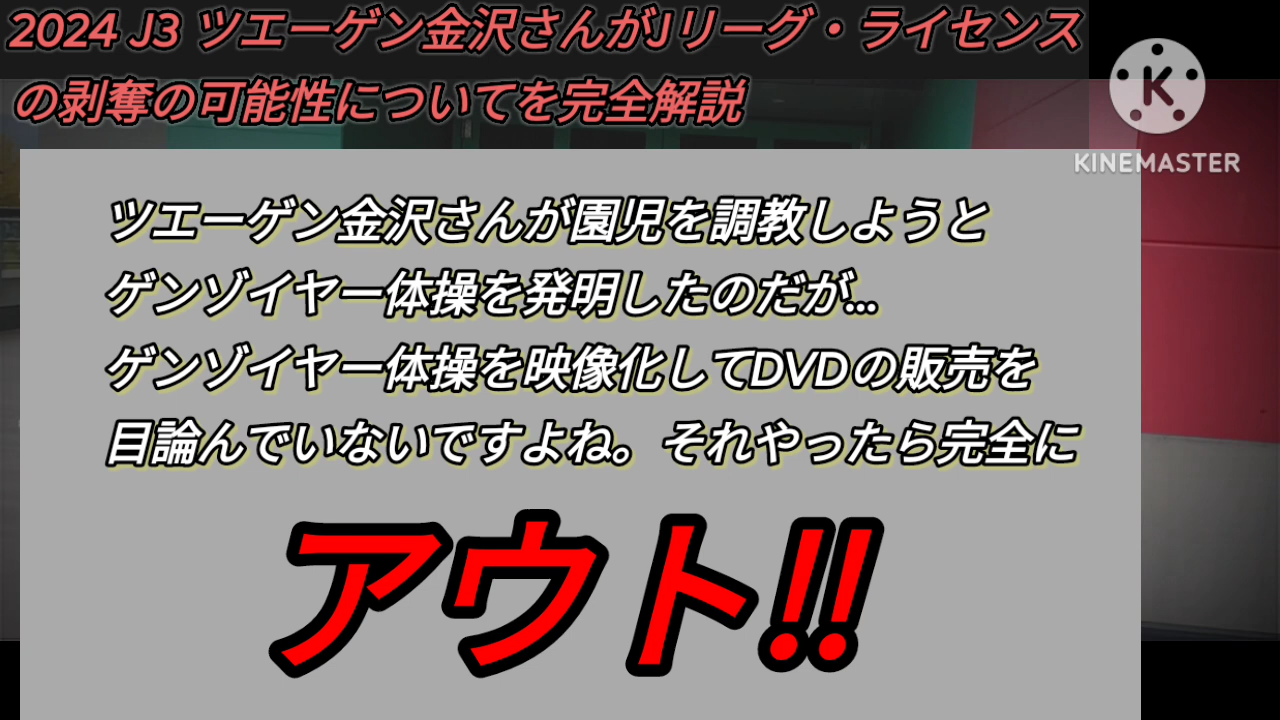 2024 J3 ツエーゲン金沢さんがJリーグ・ライセンス
の剥奪の可能性についてを完全解説
K
KINEMASTER
ツエーゲン金沢さんが園児を調教しようと
ゲンゾイヤー体操を発明したのだが...
ゲンゾイヤー体操を映像化してDVDの販売を
目論んでいないですよね。それやったら完全に
アウト!!